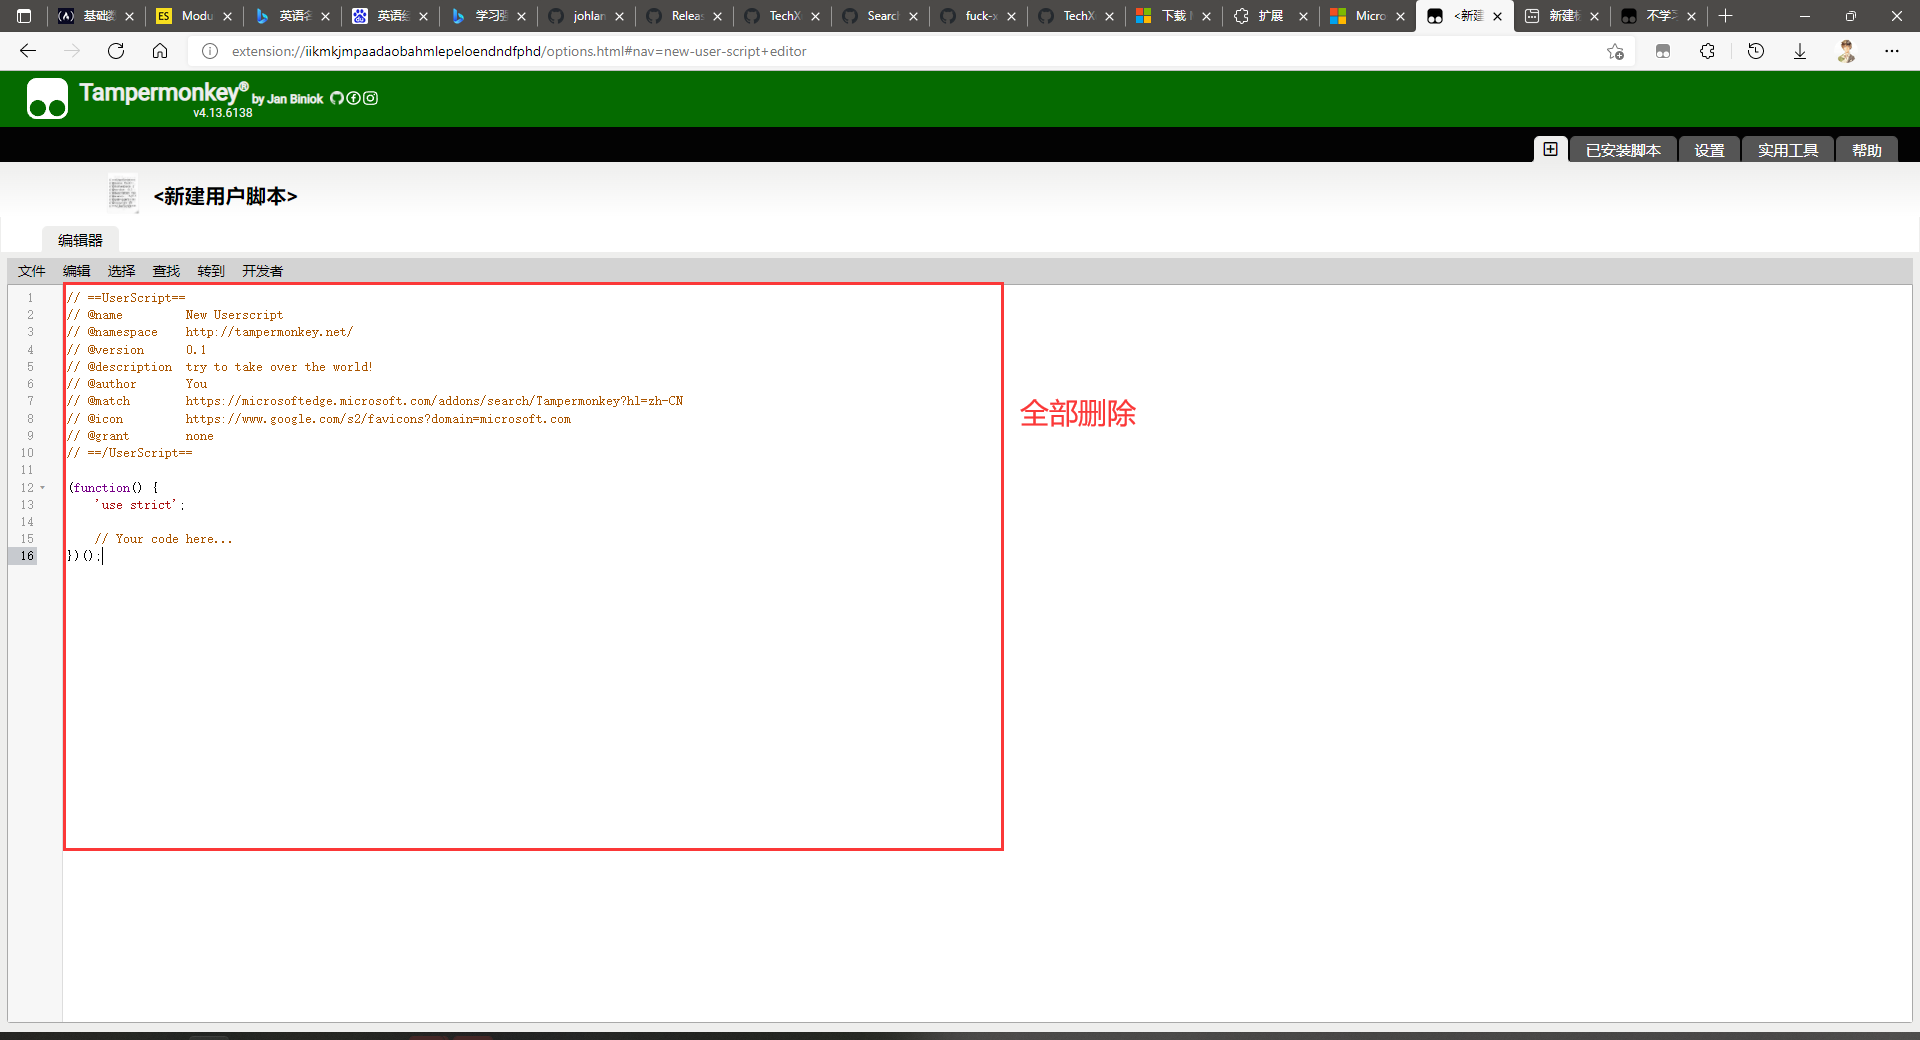 基础 Modu 英语 英语 学习 johlan Releas TechX Search fuck-x TechX 下载 扩展 Micro <新建 新建 不学
extension://iikmkjmpaadaobahmlepeloendndfphd/options.html#nav=new-user-script+editor
Tampermonkey® by Jan Biniok
v4.13.6138
已安装脚本 设置 实用工具 帮助
<新建用户脚本>
编辑器
文件 编辑 选择 查找 转到 开发者
1 // ==UserScript==
2 // @name New Userscript
3 // @namespace http://tampermonkey.net/
4 // @version 0.1
5 // @description try to take over the world!
6 // @author You
7 // @match https://microsoftedge.microsoft.com/addons/search/Tampermonkey?hl=zh-CN
8 // @icon https://www.google.com/s2/favicons?domain=microsoft.com
9 // @grant none
10 // ==/UserScript==
11
12 (function() {
13 'use strict';
14
15 // Your code here...
16 })();
全部删除